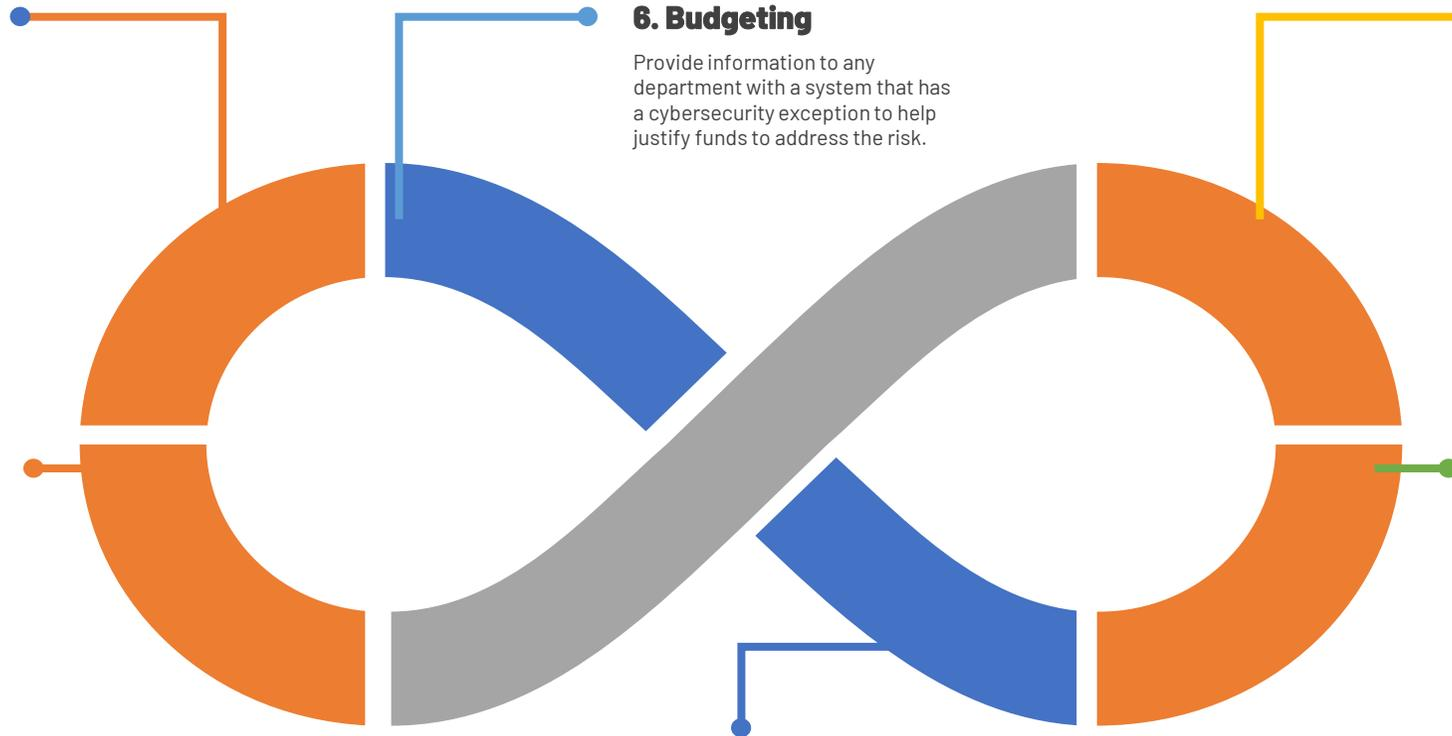 6. Budgeting
Provide information to any
department with a system that has
a cybersecurity exception to help
justify funds to address the risk.